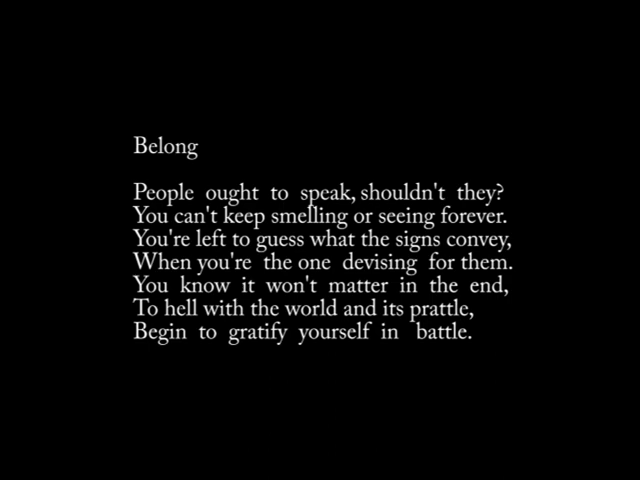 Belong
People ought to speak, shouldn't they?
You can't keep smelling or seeing forever.
You're left to guess what the signs convey,
When you're the one devising for them.
You know it won't matter in the end,
To hell with the world and its prattle,
Begin to gratify yourself in battle.